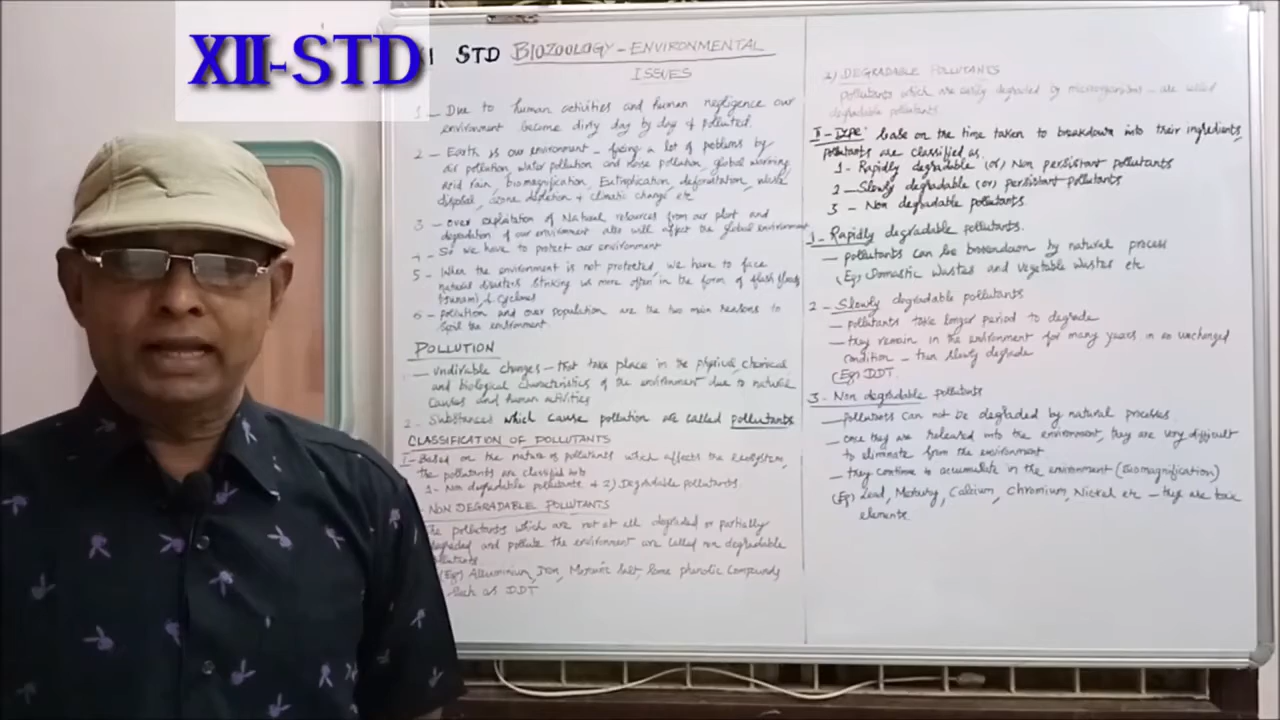 XII-STD
STD BIOZOOLOGY - ENVIRONMENTAL
ISSUES
1 - Due to human activities and human negligence our
environment become dirty day by day & polluted.
2 - Earth is our environment - facing a lot of problems by
air pollution, water pollution and noise pollution, global warming,
acid rain, biomagnification, Eutriplication, deforestation, waste
disposal, ozone depletion & climatic change etc
3 - over exploitation of Natural resources from our plant and
degradation of our environment also will affect the global environment
4 - So we have to protect our environment
5 - When the environment is not protected, we have to face
natural disasters striking us more often in the form of flash floods
Tsunami, & cyclones
6 - pollution and over population are the two main reasons to
spoil the environment.
POLLUTION
- undirable changes - that take place in the physical, chemical
and biological characteristics of the environment due to natural
causes and human activities
2 - Substances which cause pollution are called pollutants
CLASSIFICATION OF POLLUTANTS
I - Based on the nature of pollutants which affects the ecosystem,
the pollutants are classified into
1 - Non degradable pollutants & 2) Degradable pollutants.
- NON DEGRADABLE POLLUTANTS
The pollutants which are not at all degraded or partially
degraded and pollute the environment are called non degradable
pollutants
(Eg) Alluminium, Iron, Mercuric salt, Some phenolic compounds
such as DDT
2) DEGRADABLE POLLUTANTS
pollutants which are easily degraded by microorganisms - are called
degradable pollutants
II - TYPE: base on the time taken to breakdown into their ingredients,
pollutants are classified as.
1 - Rapidly degradable (or) Non persistant pollutants
2 - Slowly degradable (or) persistant pollutants
3 - Non degradable pollutants.
1 - Rapidly degradable pollutants.
- pollutants can be broendown by natural process
(Eg) Domastic wastes and vegetable wastes etc
2 - Slowly degradable pollutants
- pollutants take longer period to degrade
- they remain in the environment for many years in an unchanged
condition - then slowly degrade
(Eg) DDT.
3 - Non degradable pollutants
- pollutants can not be degraded by natural processes.
- once they are released into the environment, they are very difficult
to eliminate from the environment
- they continue to accumulate in the environment (Biomagnification)
(Eg) Lead, Mercury, Calcium, Chromium, Nickel etc - they are toxic
elements